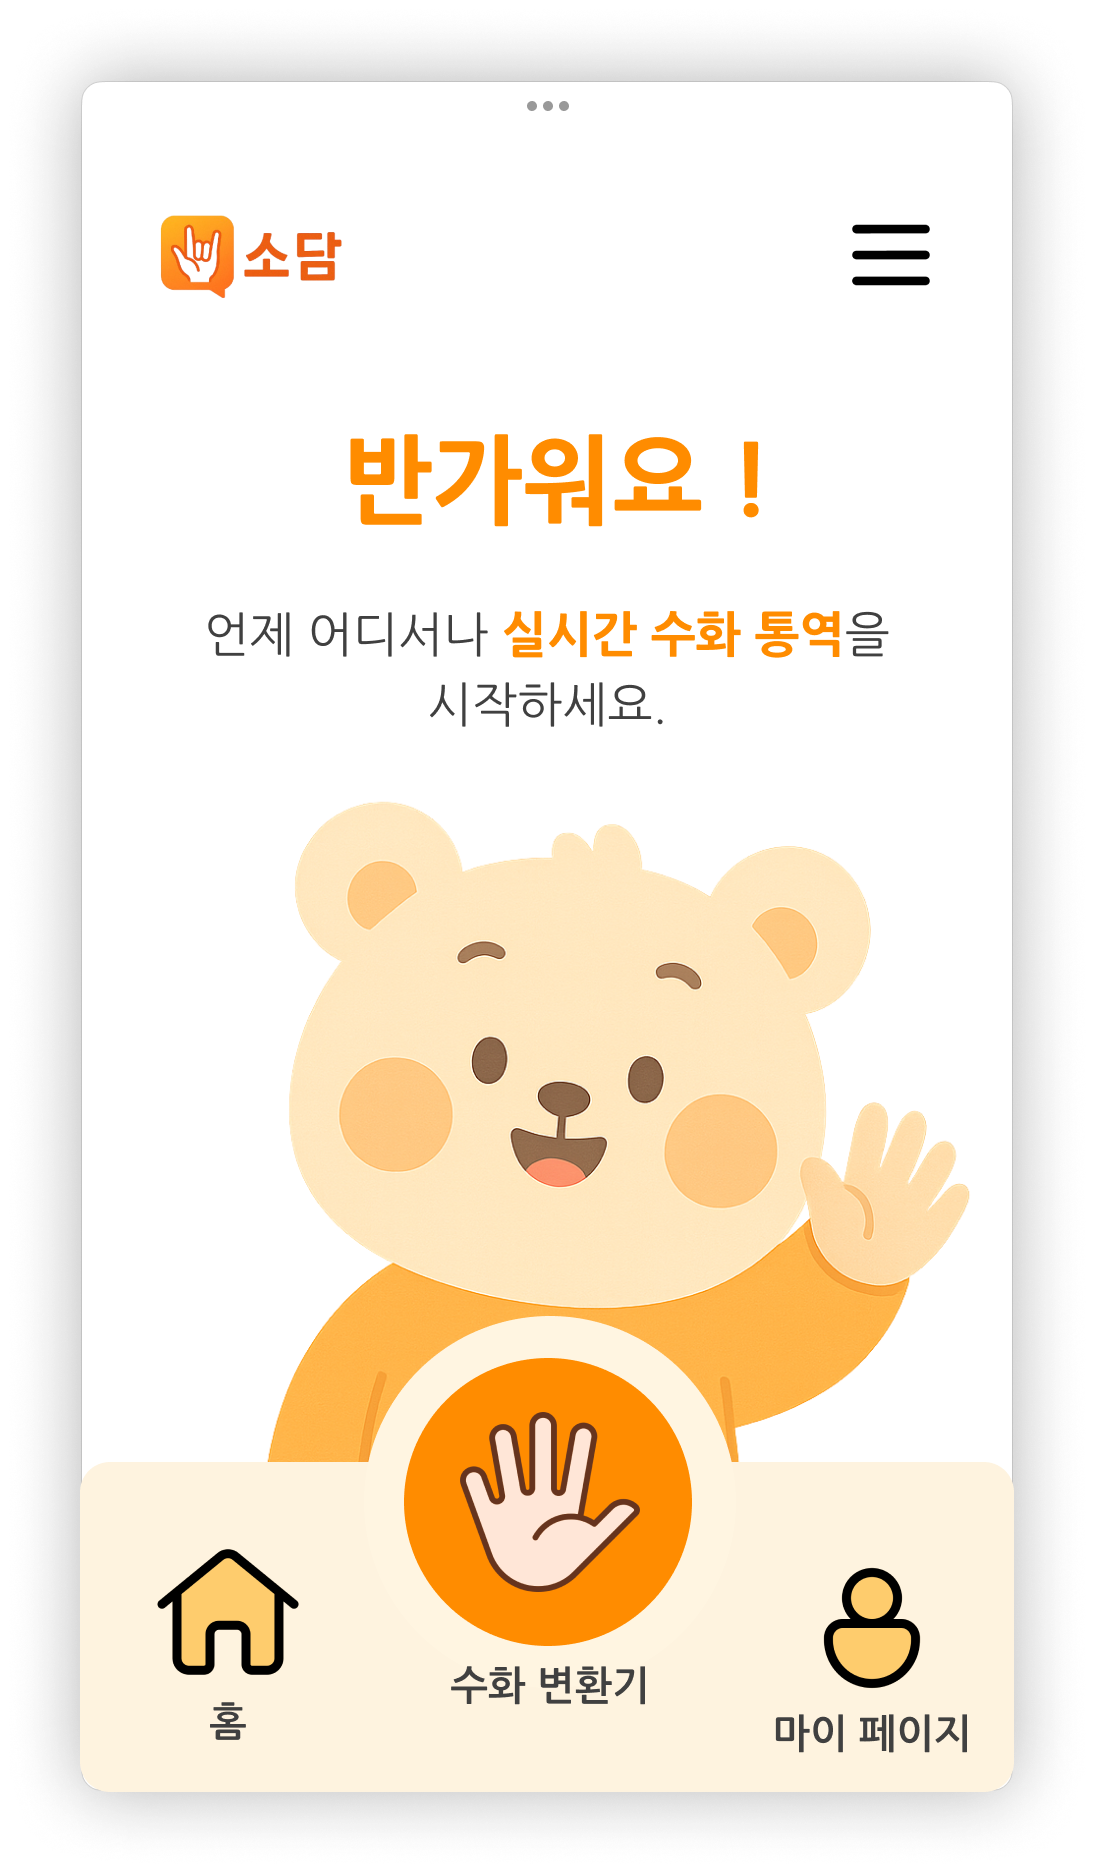 소담
반가워요 !
언제 어디서나 실시간 수화 통역을
시작하세요.
수화 변환기
홈
마이 페이지